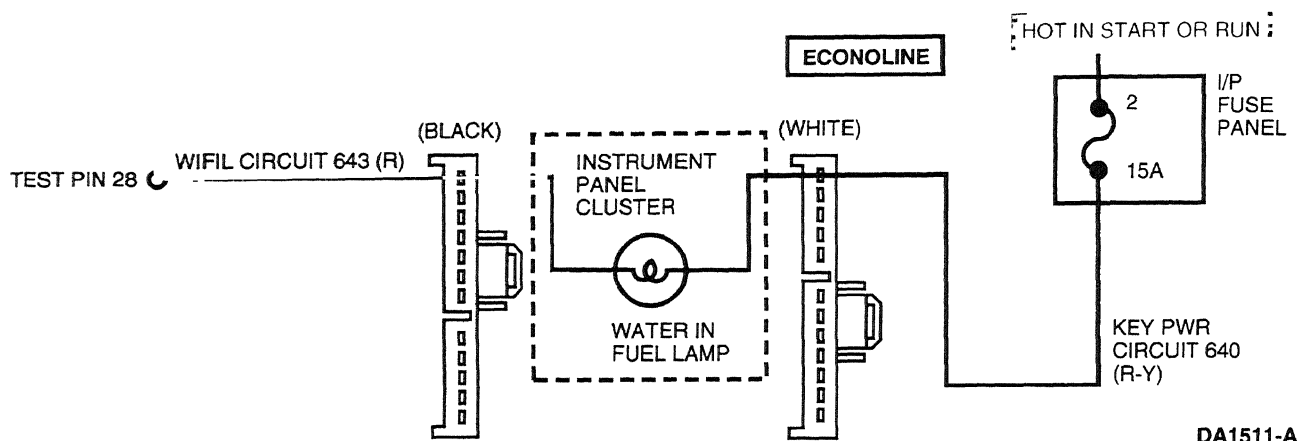 HOT IN START OR RUN
ECONOLINE
I/P
FUSE
PANEL
2
15A
(BLACK)
(WHITE)
TEST PIN 28
WIFIL CIRCUIT 643 (R)
INSTRUMENT
PANEL
CLUSTER
WATER IN
FUEL LAMP
KEY PWR
CIRCUIT 640
(R-Y)
DA1511-A